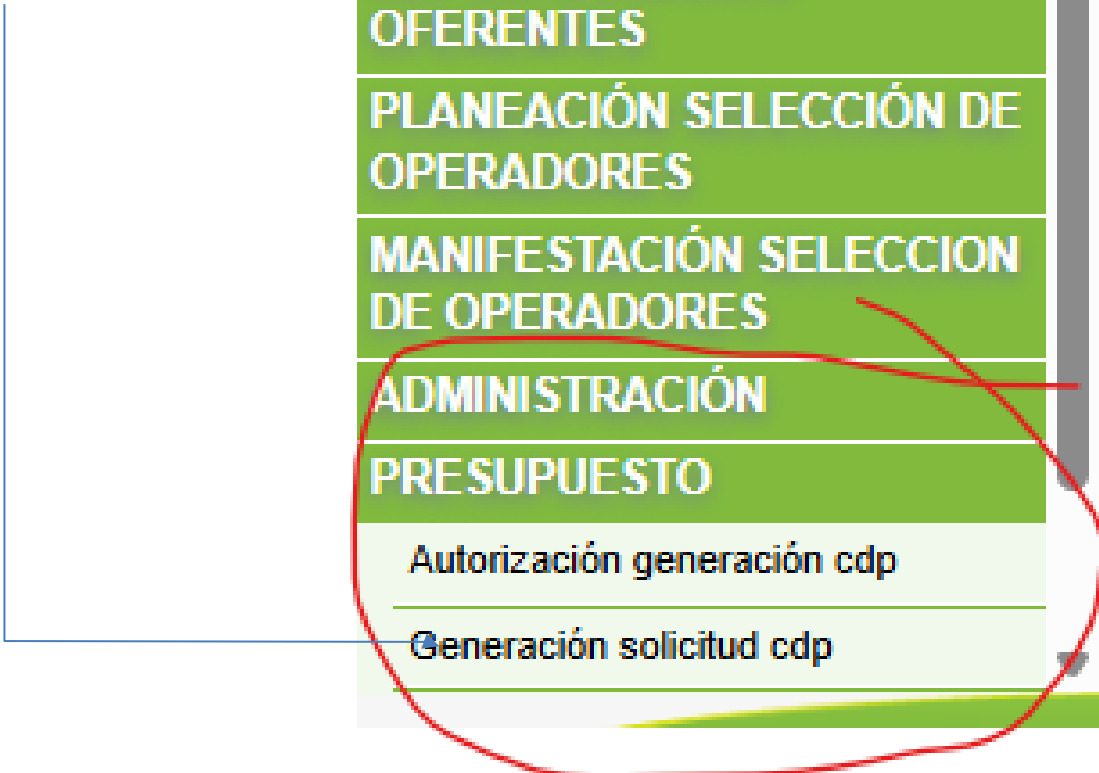 OFERENTES
PLANEACIÓN SELECCIÓN DE
OPERADORES
MANIFESTACIÓN SELECCION
DE OPERADORES
ADMINISTRACIÓN
PRESUPUESTO
Autorización generación cdp
Generación solicitud cdp